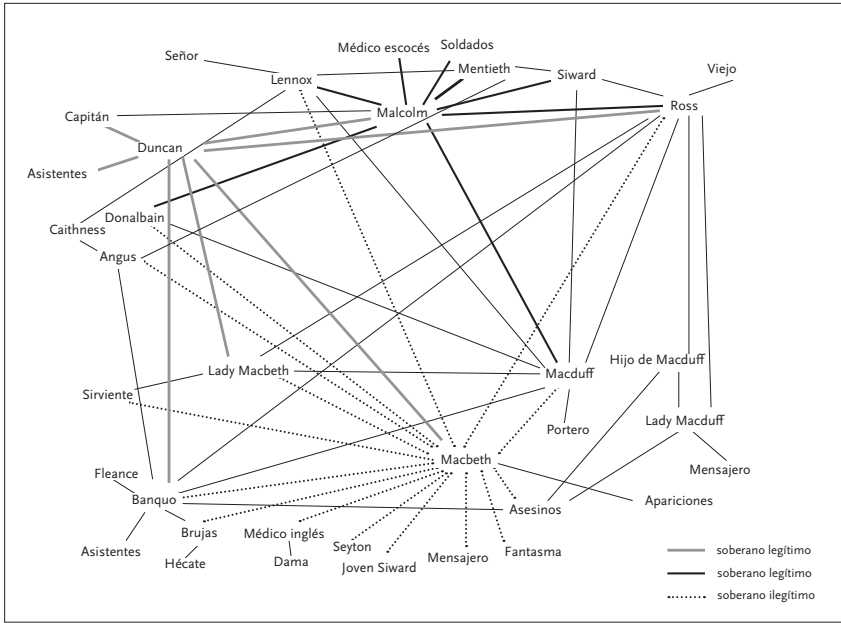 Médico escocés
Soldados
Señor
Mentieth
Viejo
Lennox
Siward
Ross
Capitán
Malcolm
Duncan
Asistentes
Donalbain
Caithness
Angus
Hijo de Macduff
Lady Macbeth
Macduff
Sirviente
Lady Macduff
Portero
Macbeth
Mensajero
Fleance
Banquo
Apariciones
Asesinos
Brujas
Médico inglés
Asistentes
Seyton
Fantasma
Hécate
Dama
Joven Siward
Mensajero
soberano legítimo
soberano legítimo
soberano ilegítimo